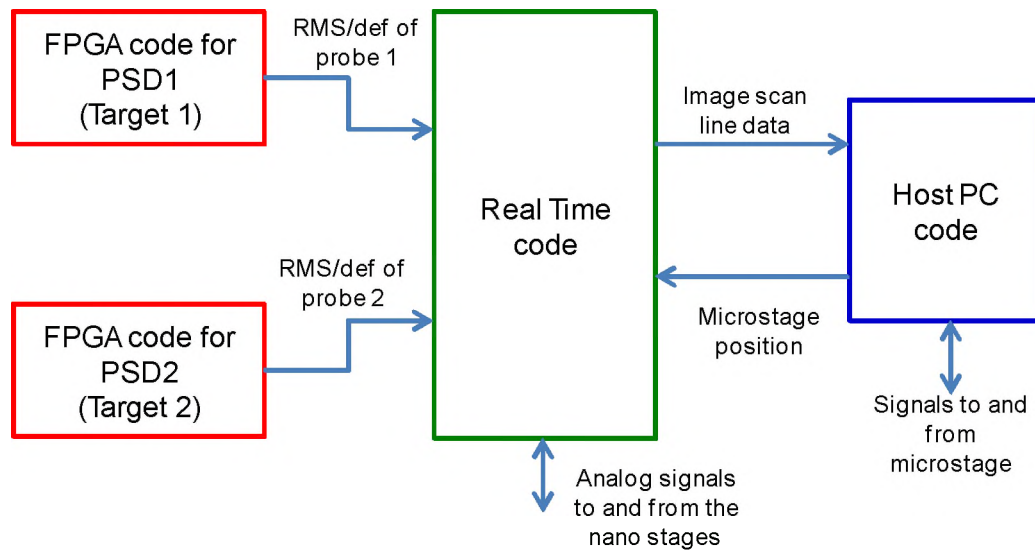 FPGA code for
PSD1
(Target 1)
RMS/def of
probe 1
Real Time
code
Image scan
line data
Host PC
code
FPGA code for
PSD2
(Target 2)
RMS/def of
probe 2
Microstage
position
Signals to and
from
microstage
Analog signals
to and from the
nano stages